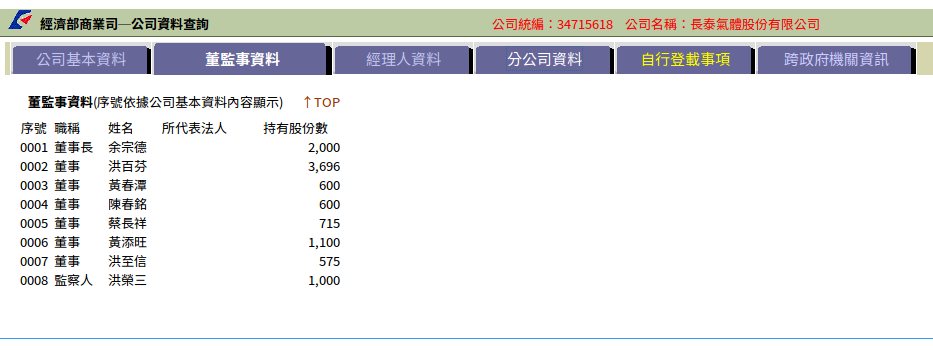 經濟部商業司─公司資料查詢 公司統編：34715618 公司名稱：長泰氣體股份有限公司
公司基本資料 董監事資料 經理人資料 分公司資料 自行登載事項 跨政府機關資訊
董監事資料(序號依據公司基本資料內容顯示) ↑TOP
序號 職稱 姓名 所代表法人 持有股份數
0001 董事長 余宗德 2,000
0002 董事 洪百芬 3,696
0003 董事 黃春潭 600
0004 董事 陳春銘 600
0005 董事 蔡長祥 715
0006 董事 黃添旺 1,100
0007 董事 洪至信 575
0008 監察人 洪榮三 1,000